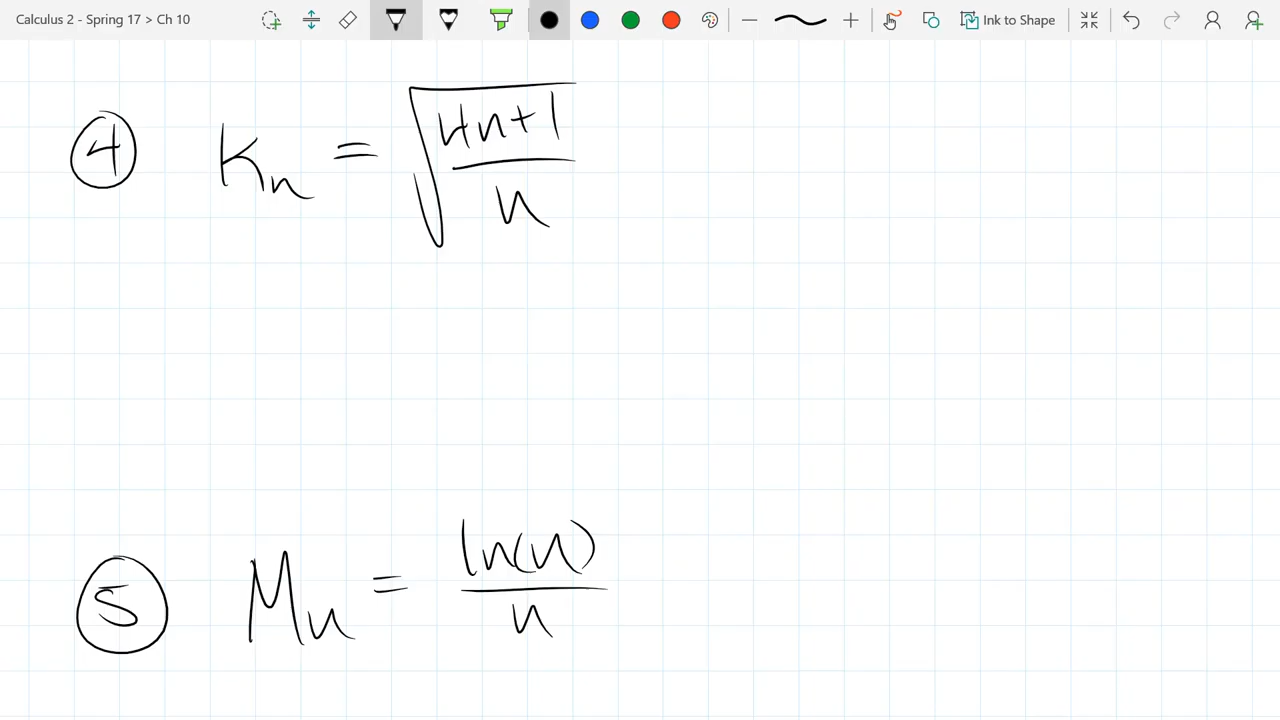 Calculus 2 - Spring 17 > Ch 10
Ink to Shape
④ Kn = √((4n+1)/n)
⑤ Mn = ln(n)/n